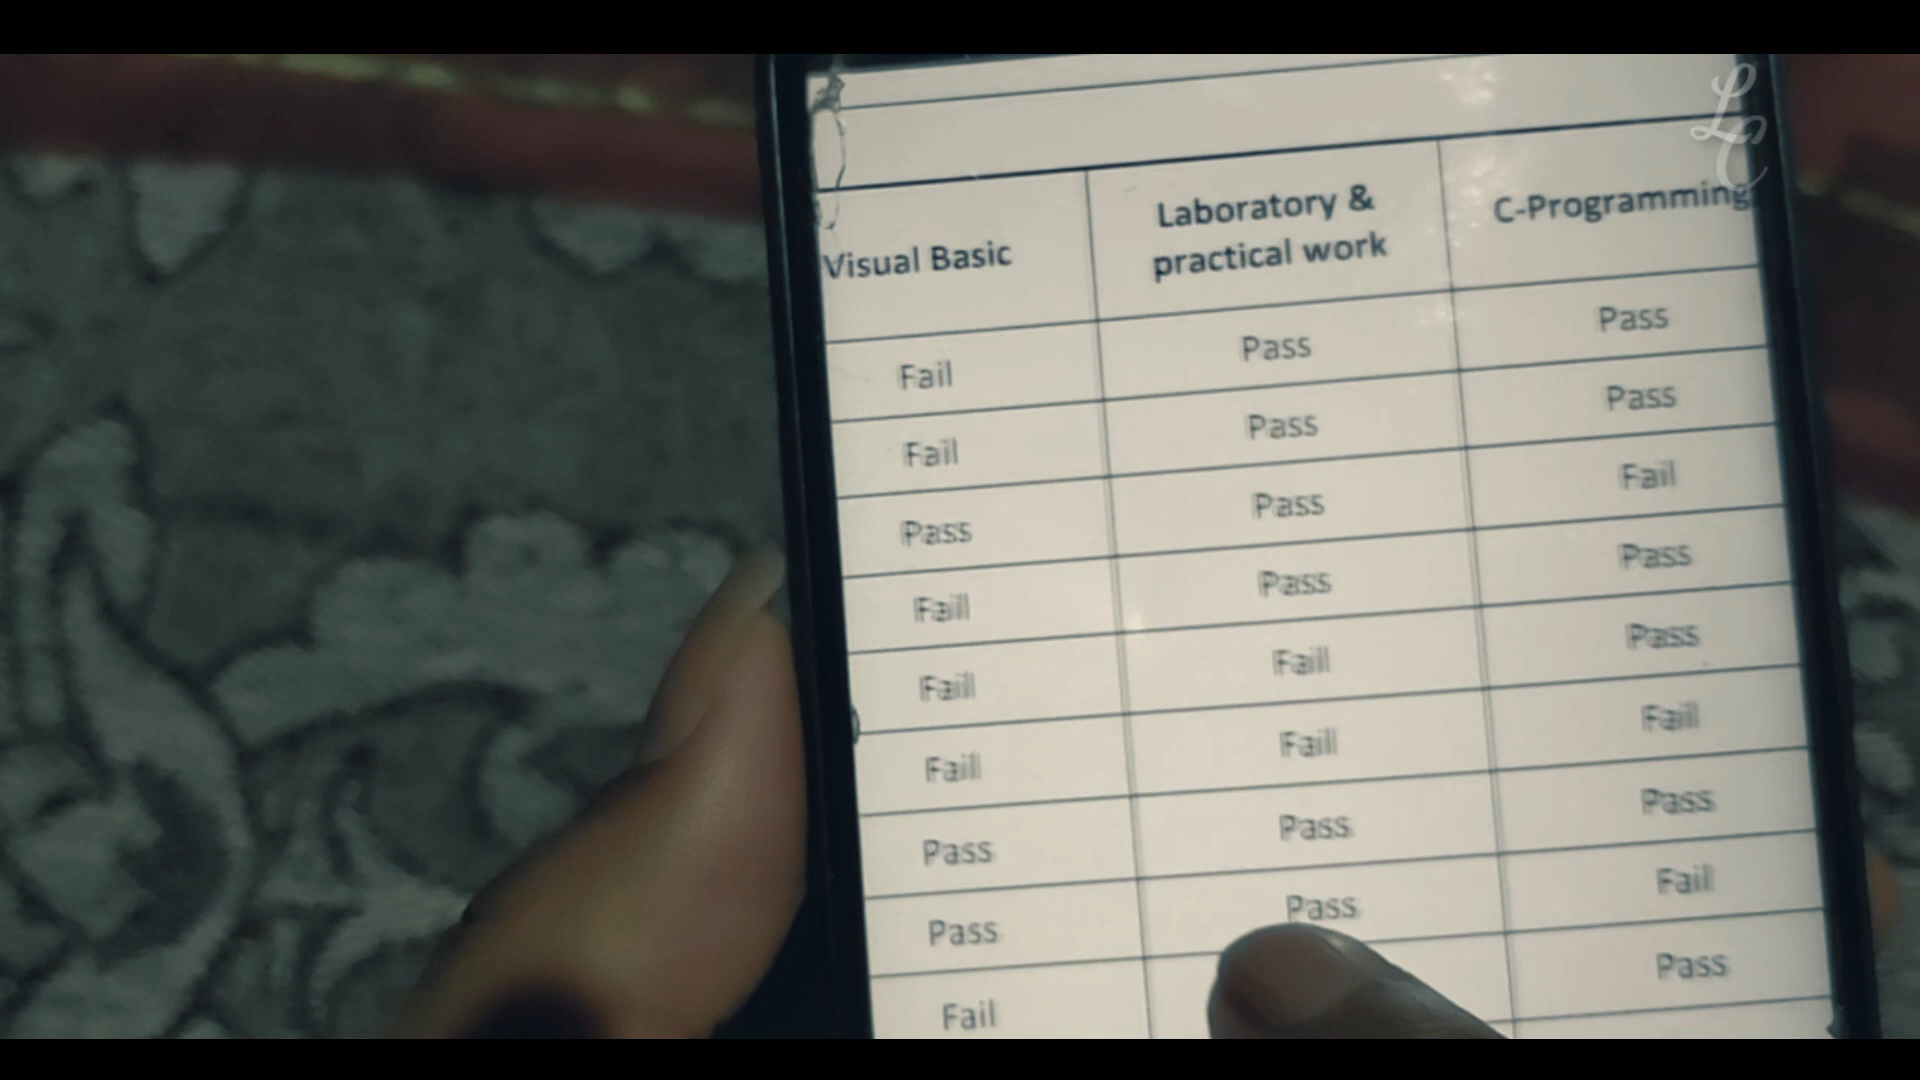 Visual Basic Laboratory & practical work C-Programming
Fail Pass Pass
Fail Pass Pass
Pass Pass Fail
Fail Pass Pass
Fail Fail Pass
Fail Fail Fail
Pass Pass Pass
Pass Pass Fail
Fail Pass
LC